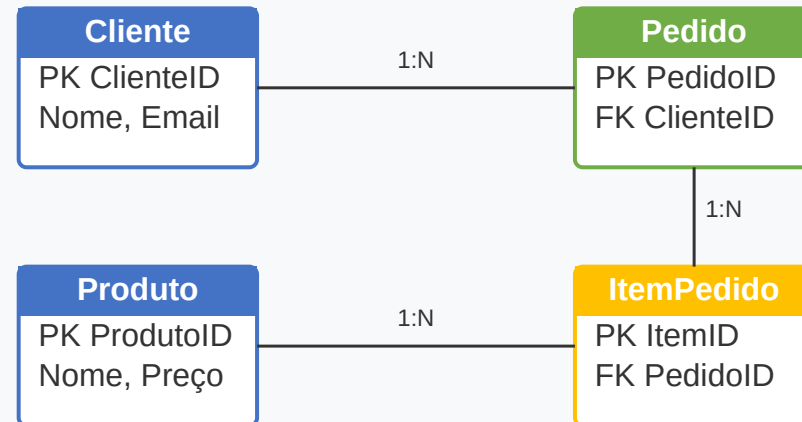 Cliente
PK ClienteID
Nome, Email
1:N
Pedido
PK PedidoID
FK ClienteID
1:N
Produto
PK ProdutoID
Nome, Preço
1:N
ItemPedido
PK ItemID
FK PedidoID